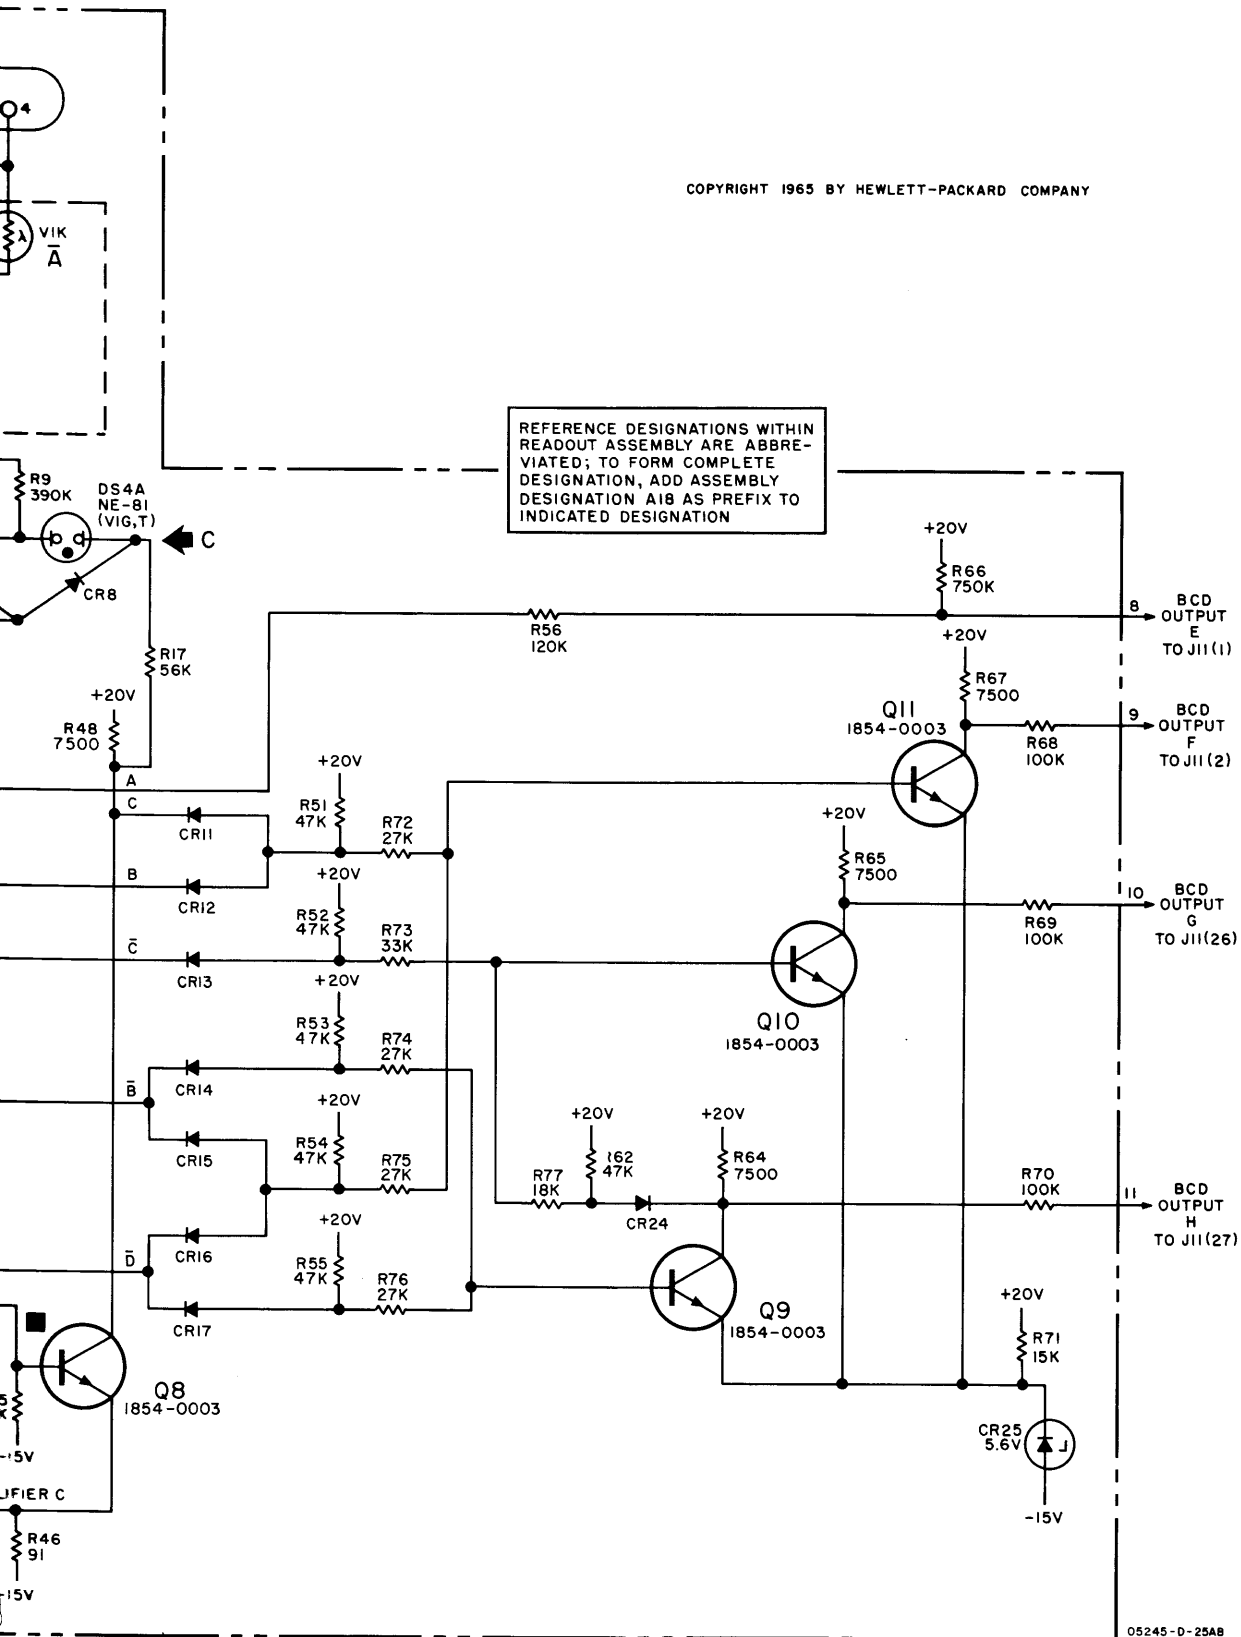 4
COPYRIGHT 1965 BY HEWLETT-PACKARD COMPANY
λ
V1K
A̅
REFERENCE DESIGNATIONS WITHIN
READOUT ASSEMBLY ARE ABBRE-
VIATED; TO FORM COMPLETE
DESIGNATION, ADD ASSEMBLY
DESIGNATION A18 AS PREFIX TO
INDICATED DESIGNATION
R9
390K
DS4A
NE-81
(V1G,T)
C
CR8
+20V
R66
750K
8
BCD
OUTPUT
E
TO J11(1)
R56
120K
+20V
R17
56K
+20V
R48
7500
R67
7500
Q11
1854-0003
9
BCD
OUTPUT
F
TO J11(2)
R68
100K
A
C
CR11
+20V
R51
47K
R72
27K
+20V
R65
7500
B
CR12
+20V
R52
47K
R73
33K
10
BCD
OUTPUT
G
TO J11(26)
R69
100K
C̅
CR13
+20V
R53
47K
R74
27K
Q10
1854-0003
B̅
CR14
+20V
CR15
R54
47K
R75
27K
+20V
+20V
R77
18K
R62
47K
R64
7500
CR24
R70
100K
11
BCD
OUTPUT
H
TO J11(27)
D̅
CR16
+20V
R55
47K
R76
27K
CR17
Q9
1854-0003
+20V
R71
15K
Q8
1854-0003
CR25
5.6V
-15V
-15V
LIFIER C
R46
91
-15V
05245-D-25AB